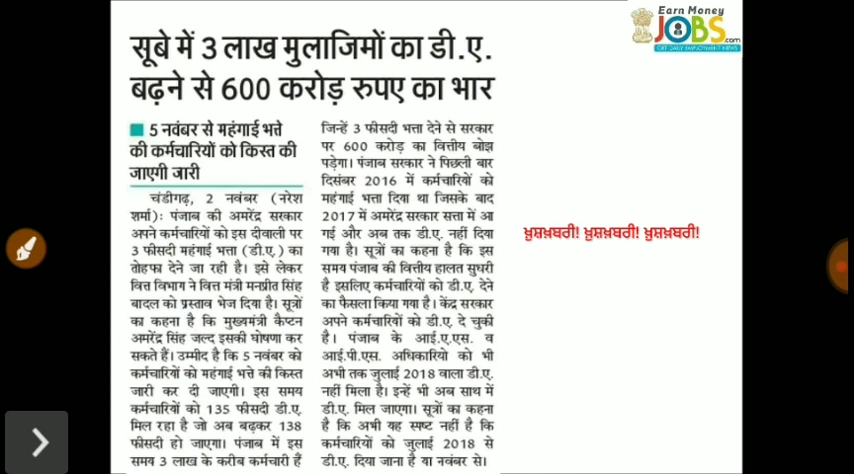 Earn Money
JOBS.com
GET DAILY EMPLOYMENT NEWS
सूबे में 3 लाख मुलाजिमों का डी.ए.
बढ़ने से 600 करोड़ रुपए का भार
5 नवंबर से महंगाई भत्ते
की कर्मचारियों को किस्त की
जाएगी जारी
चंडीगढ़, 2 नवंबर (नरेश
शर्मा): पंजाब की अमरेंद्र सरकार
अपने कर्मचारियों को इस दीवाली पर
3 फीसदी महंगाई भत्ता (डी.ए.) का
तोहफा देने जा रही है। इसे लेकर
वित्त विभाग ने वित्त मंत्री मनप्रीत सिंह
बादल को प्रस्ताव भेज दिया है। सूत्रों
का कहना है कि मुख्यमंत्री कैप्टन
अमरेंद्र सिंह जल्द इसकी घोषणा कर
सकते हैं। उम्मीद है कि 5 नवंबर को
कर्मचारियों को महंगाई भत्ते की किस्त
जारी कर दी जाएगी। इस समय
कर्मचारियों को 135 फीसदी डी.ए.
मिल रहा है जो अब बढ़कर 138
फीसदी हो जाएगा। पंजाब में इस
समय 3 लाख के करीब कर्मचारी हैं
जिन्हें 3 फीसदी भत्ता देने से सरकार
पर 600 करोड़ का वित्तीय बोझ
पड़ेगा। पंजाब सरकार ने पिछली बार
दिसंबर 2016 में कर्मचारियों को
महंगाई भत्ता दिया था जिसके बाद
2017 में अमरेंद्र सरकार सत्ता में आ
गई और अब तक डी.ए. नहीं दिया
गया है। सूत्रों का कहना है कि इस
समय पंजाब की वित्तीय हालत सुधरी
है इसलिए कर्मचारियों को डी.ए. देने
का फैसला किया गया है। केंद्र सरकार
अपने कर्मचारियों को डी.ए. दे चुकी
है। पंजाब के आई.ए.एस. व
आई.पी.एस. अधिकारियो को भी
अभी तक जुलाई 2018 वाला डी.ए.
नहीं मिला है। इन्हें भी अब साथ में
डी.ए. मिल जाएगा। सूत्रों का कहना
है कि अभी यह स्पष्ट नहीं है कि
कर्मचारियों को जुलाई 2018 से
डी.ए. दिया जाना है या नवंबर से।
ਖ਼ੁਸ਼ਖ਼ਬਰੀ! ਖ਼ੁਸ਼ਖ਼ਬਰੀ! ਖ਼ੁਸ਼ਖ਼ਬਰੀ!